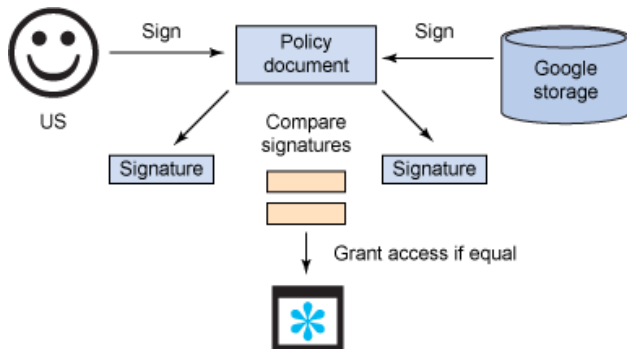 Sign
Policy
document
Sign
Google
storage
US
Compare
signatures
Signature
Signature
Grant access if equal